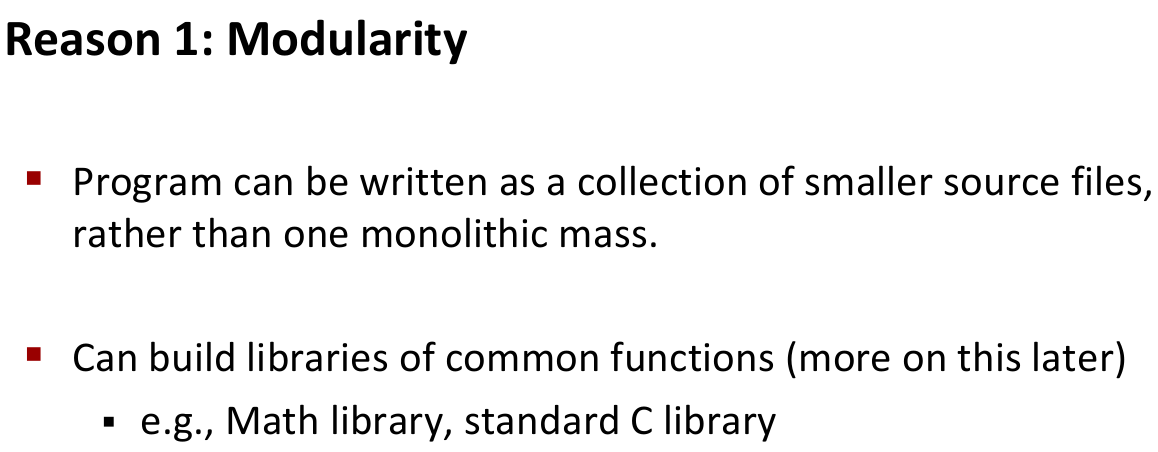 Reason 1: Modularity
▪ Program can be written as a collection of smaller source files,
rather than one monolithic mass.
▪ Can build libraries of common functions (more on this later)
▪ e.g., Math library, standard C library